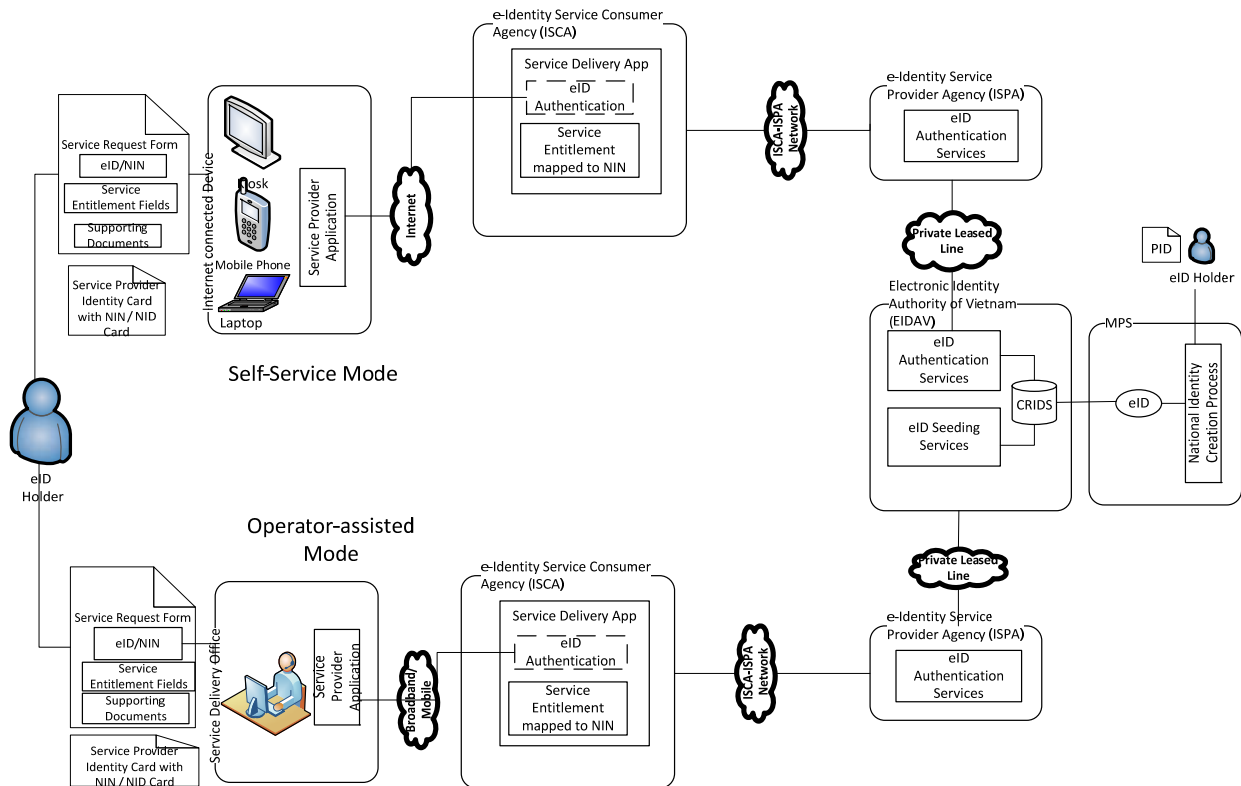 e-Identity Service Consumer
Agency (ISCA)
Service Delivery App
eID
Authentication
Service
Entitlement
mapped to NIN
Service Request Form
eID/NIN
Service
Entitlement Fields
Supporting
Documents
Service Provider
Identity Card
with NIN / NID
Card
Internet connected Device
Mobile Phone
Laptop
Service Provider
Application
Internet
ISCA-ISPA
Network
e-Identity Service
Provider Agency (ISPA)
eID
Authentication
Services
Private Leased
Line
PID
eID Holder
Electronic Identity
Authority of Vietnam
(EIDAV)
eID
Authentication
Services
eID Seeding
Services
CRIDS
MPS
eID
National Identity
Creation Process
Self-Service Mode
eID
Holder
Operator-assisted
Mode
Service Request Form
eID/NIN
Service
Entitlement Fields
Supporting
Documents
Service Provider
Identity Card with
NIN / NID Card
Service Delivery Office
Service
Provider
Application
Broadband/
Mobile
e-Identity Service Consumer
Agency (ISCA)
Service Delivery App
eID
Authentication
Service
Entitlement
mapped to NIN
ISCA-ISPA
Network
Private Leased
Line
e-Identity Service
Provider Agency (ISPA)
eID
Authentication
Services